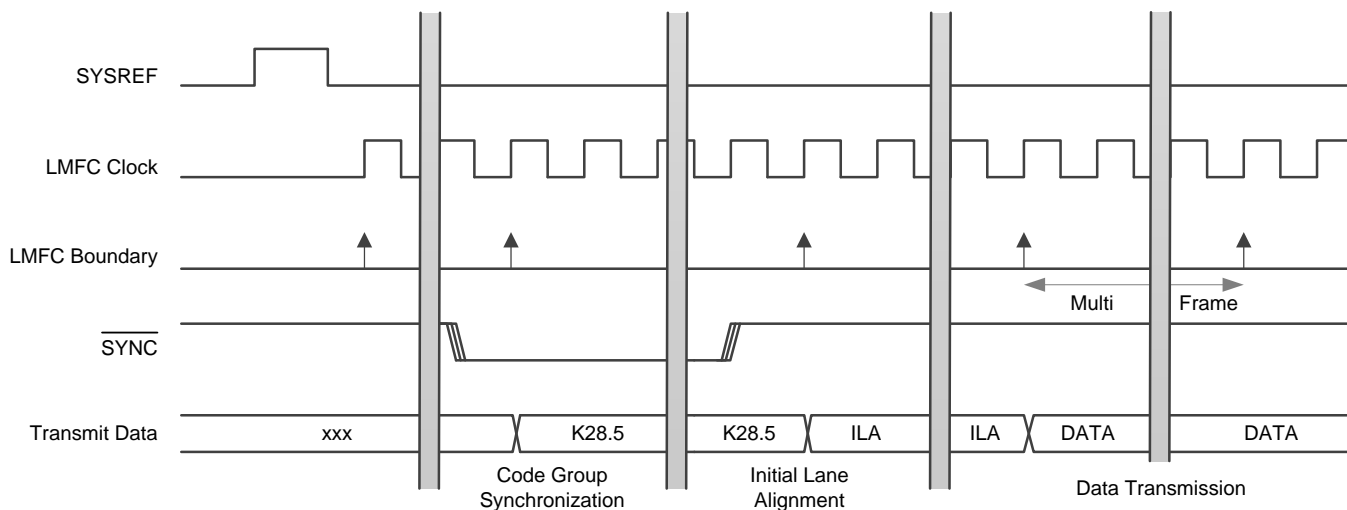 SYSREF
LMFC Clock
LMFC Boundary
Multi Frame
SYNC
Transmit Data
xxx K28.5 K28.5 ILA ILA DATA DATA
Code Group
Synchronization
Initial Lane
Alignment
Data Transmission